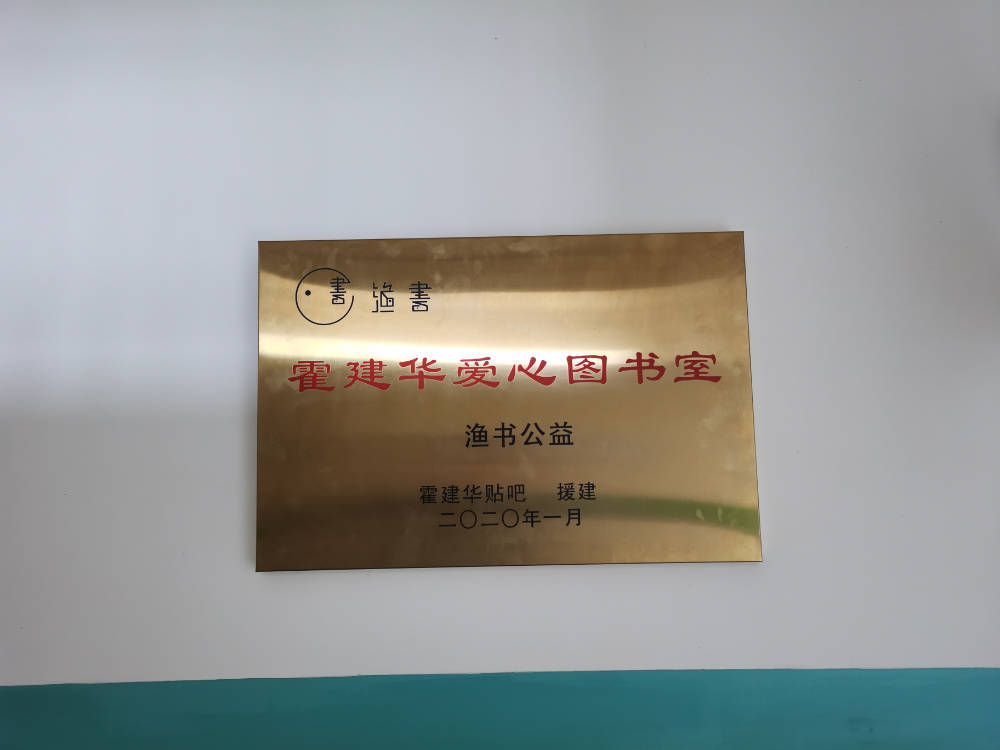 書 渔書
霍建华爱心图书室
渔书公益
霍建华贴吧 援建
二〇二〇年一月